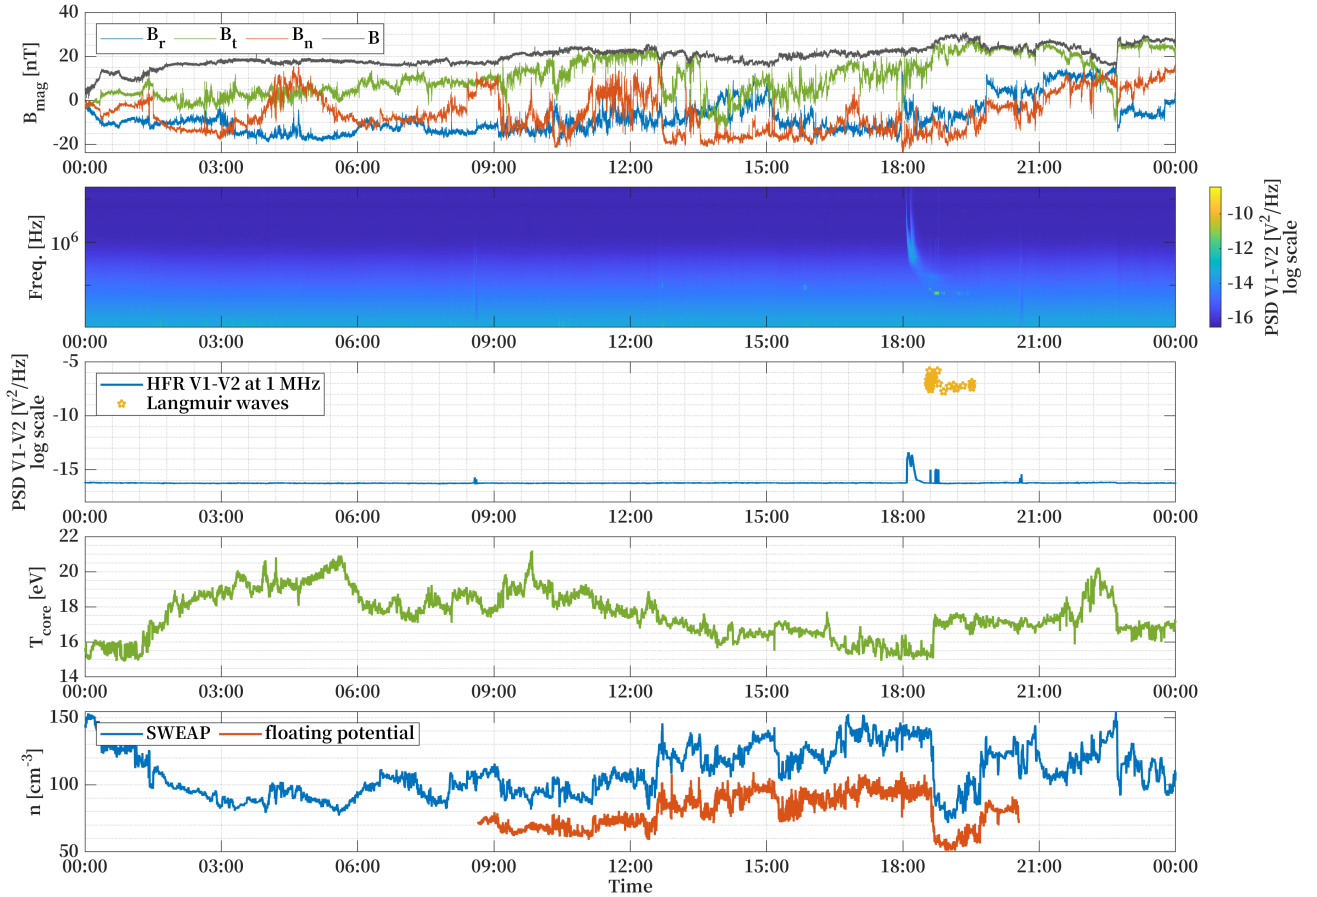 40
20
0
-20
B_mag [nT]
B_r B_t B_n B
00:00 03:00 06:00 09:00 12:00 15:00 18:00 21:00 00:00
Freq. [Hz]
10^6
-10
-12
-14
-16
PSD V1-V2 [V^2/Hz]
log scale
00:00 03:00 06:00 09:00 12:00 15:00 18:00 21:00 00:00
-5
-10
-15
PSD V1-V2 [V^2/Hz]
log scale
HFR V1-V2 at 1 MHz
Langmuir waves
00:00 03:00 06:00 09:00 12:00 15:00 18:00 21:00 00:00
22
20
18
16
14
T_core [eV]
00:00 03:00 06:00 09:00 12:00 15:00 18:00 21:00 00:00
150
100
50
n [cm^-3]
SWEAP floating potential
00:00 03:00 06:00 09:00 12:00 15:00 18:00 21:00 00:00
Time